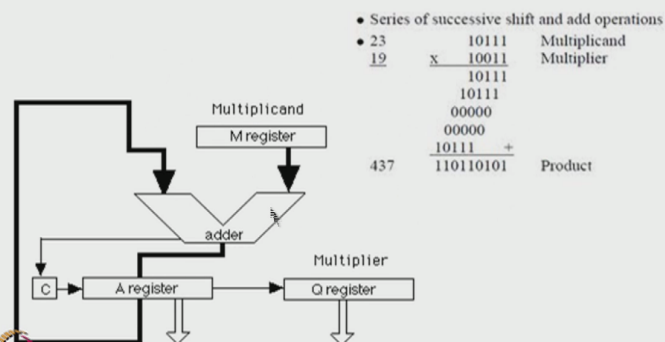 • Series of successive shift and add operations
• 23 10111 Multiplicand
19 x 10011 Multiplier
10111
10111
00000
00000
10111 +
437 110110101 Product
Multiplicand
M register
adder
Multiplier
C A register Q register